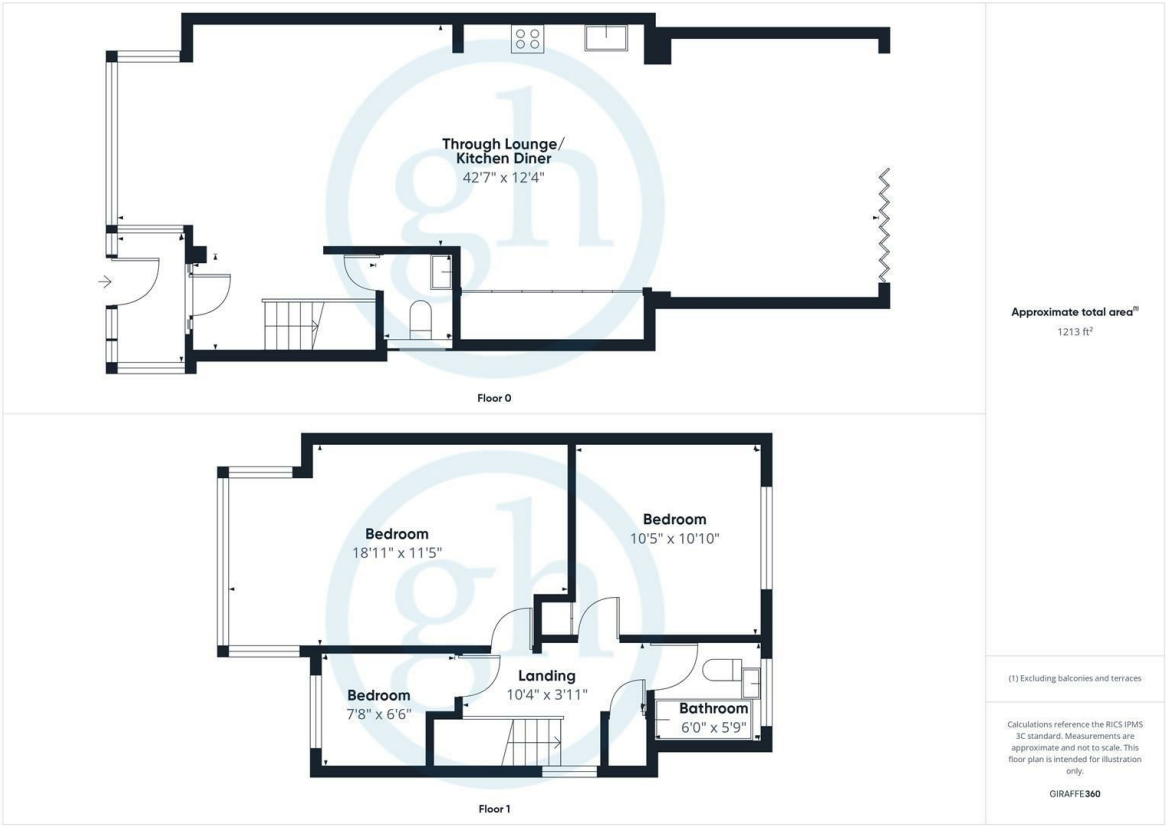 Through Lounge/
Kitchen Diner
42'7" x 12'4"
Floor 0
Approximate total area(1)
1213 ft²
Bedroom
18'11" x 11'5"
Bedroom
10'5" x 10'10"
Bedroom
7'8" x 6'6"
Landing
10'4" x 3'11"
Bathroom
6'0" x 5'9"
Floor 1
(1) Excluding balconies and terraces
Calculations reference the RICS IPMS
3C standard. Measurements are
approximate and not to scale. This
floor plan is intended for illustration
only.
GIRAFFE360
gh
gh